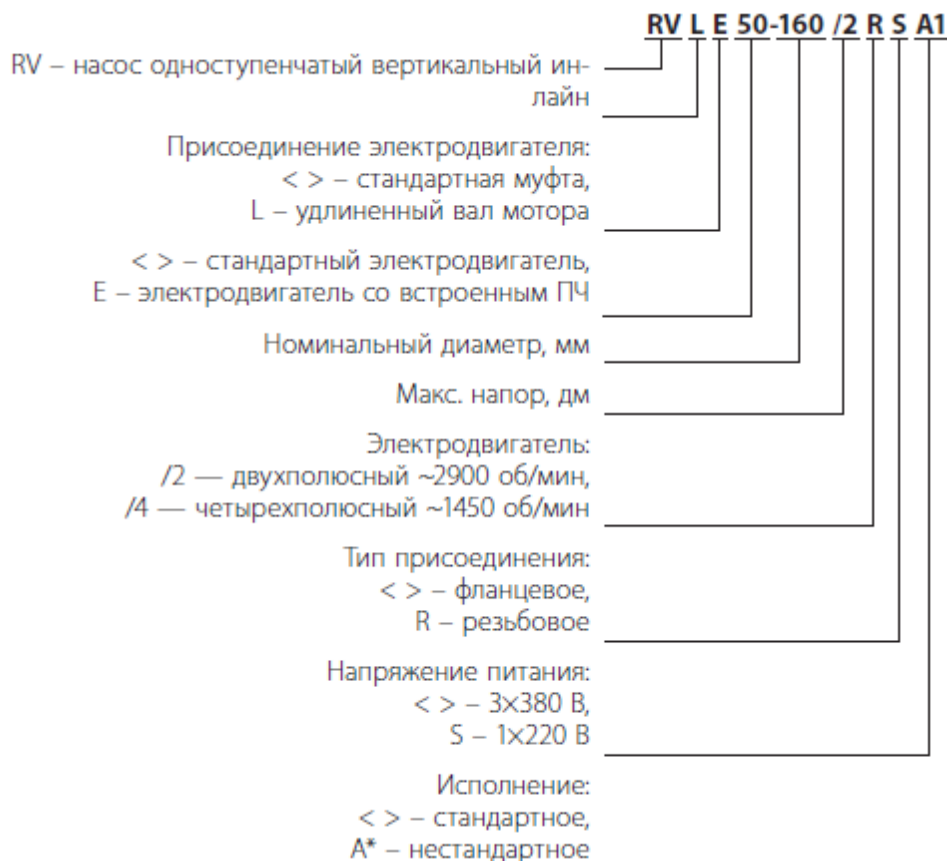 RV L E 50-160 /2 R S A1
RV – насос одноступенчатый вертикальный ин-
лайн
Присоединение электродвигателя:
< > – стандартная муфта,
L – удлиненный вал мотора
< > – стандартный электродвигатель,
E – электродвигатель со встроенным ПЧ
Номинальный диаметр, мм
Макс. напор, дм
Электродвигатель:
/2 — двухполюсный ~2900 об/мин,
/4 — четырехполюсный ~1450 об/мин
Тип присоединения:
< > – фланцевое,
R – резьбовое
Напряжение питания:
< > – 3×380 В,
S – 1×220 В
Исполнение:
< > – стандартное,
A* – нестандартное